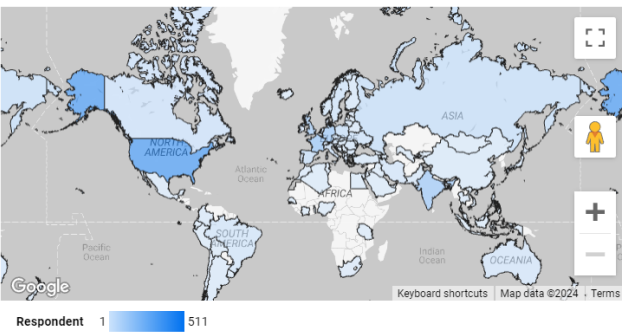 ASIA
NORTH
AMERICA
Atlantic
Ocean
AFRICA
SOUTH
AMERICA
Pacific
Ocean
Indian
Ocean
OCEANIA
P
Google
Keyboard shortcuts
Map data ©2024
Terms
Respondent 1 511